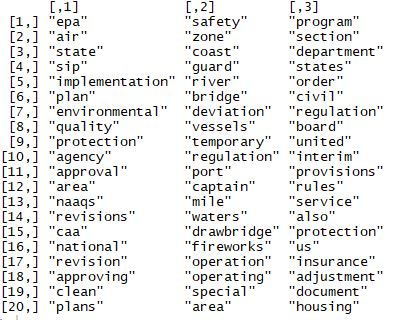 [,1] [,2] [,3]
[1,] "epa" "safety" "program"
[2,] "air" "zone" "section"
[3,] "state" "coast" "department"
[4,] "sip" "guard" "states"
[5,] "implementation" "river" "order"
[6,] "plan" "bridge" "civil"
[7,] "environmental" "deviation" "regulation"
[8,] "quality" "vessels" "board"
[9,] "protection" "temporary" "united"
[10,] "agency" "regulation" "interim"
[11,] "approval" "port" "provisions"
[12,] "area" "captain" "rules"
[13,] "naaqs" "mile" "service"
[14,] "revisions" "waters" "also"
[15,] "caa" "drawbridge" "protection"
[16,] "national" "fireworks" "us"
[17,] "revision" "operation" "insurance"
[18,] "approving" "operating" "adjustment"
[19,] "clean" "special" "document"
[20,] "plans" "area" "housing"